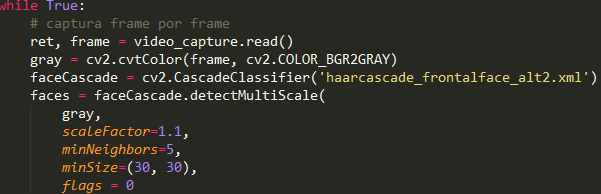 while True:
    # captura frame por frame
    ret, frame = video_capture.read()
    gray = cv2.cvtColor(frame, cv2.COLOR_BGR2GRAY)
    faceCascade = cv2.CascadeClassifier('haarcascade_frontalface_alt2.xml')
    faces = faceCascade.detectMultiScale(
        gray,
        scaleFactor=1.1,
        minNeighbors=5,
        minSize=(30, 30),
        flags = 0